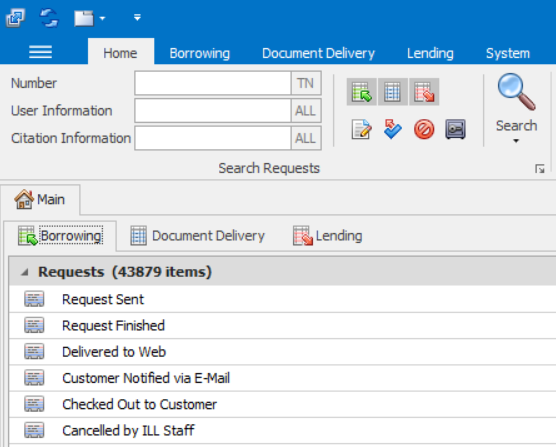 Home Borrowing Document Delivery Lending System
Number TN
User Information ALL
Citation Information ALL
Search
Search Requests
Main
Borrowing Document Delivery Lending
Requests (43879 items)
Request Sent
Request Finished
Delivered to Web
Customer Notified via E-Mail
Checked Out to Customer
Cancelled by ILL Staff